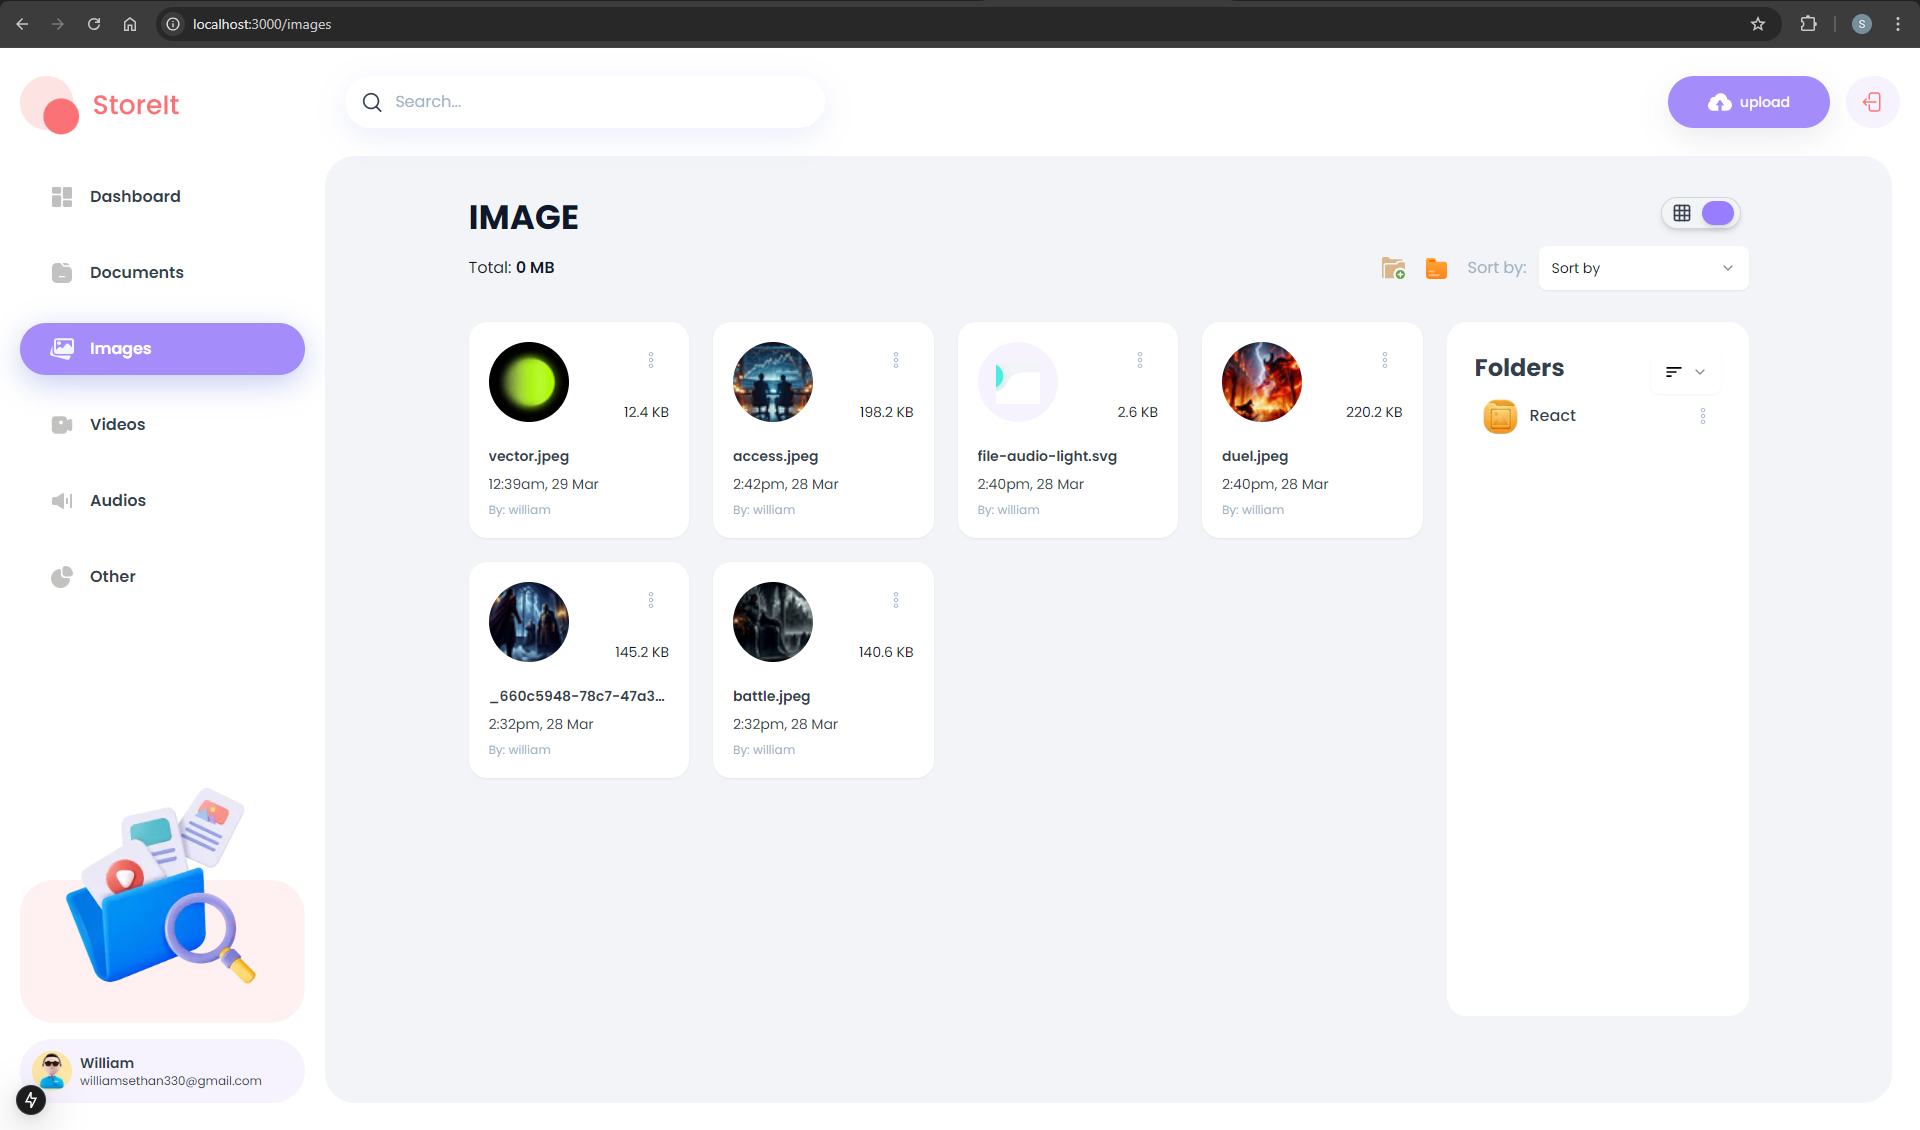 localhost:3000/images
S
StoreIt
Search...
upload
Dashboard
Documents
Images
Videos
Audios
Other
William
williamsethan330@gmail.com
IMAGE
Total: 0 MB
Sort by:
Sort by
12.4 KB
vector.jpeg
12:39am, 29 Mar
By: william
198.2 KB
access.jpeg
2:42pm, 28 Mar
By: william
2.6 KB
file-audio-light.svg
2:40pm, 28 Mar
By: william
220.2 KB
duel.jpeg
2:40pm, 28 Mar
By: william
145.2 KB
_660c5948-78c7-47a3...
2:32pm, 28 Mar
By: william
140.6 KB
battle.jpeg
2:32pm, 28 Mar
By: william
Folders
React